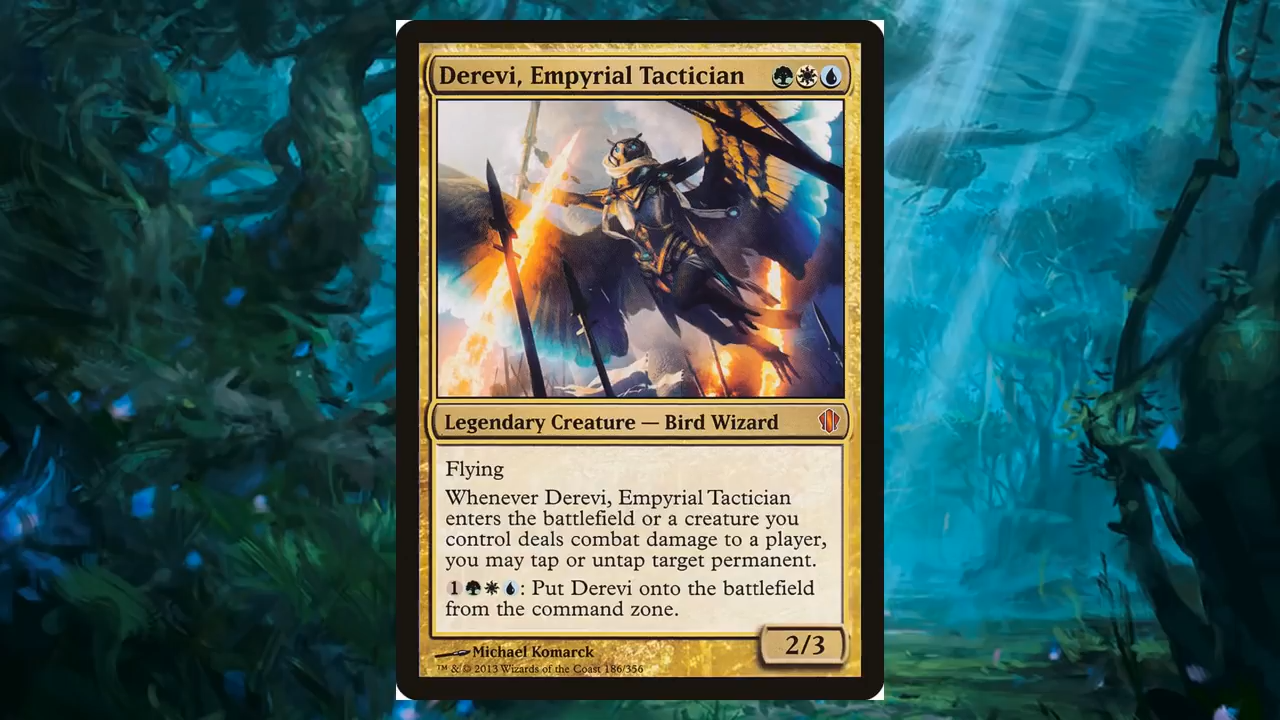 Derevi, Empyrial Tactician
Legendary Creature — Bird Wizard
Flying
Whenever Derevi, Empyrial Tactician
enters the battlefield or a creature you
control deals combat damage to a player,
you may tap or untap target permanent.
1: Put Derevi onto the battlefield
from the command zone.
2/3
Michael Komarck
™ & © 2013 Wizards of the Coast 186/356